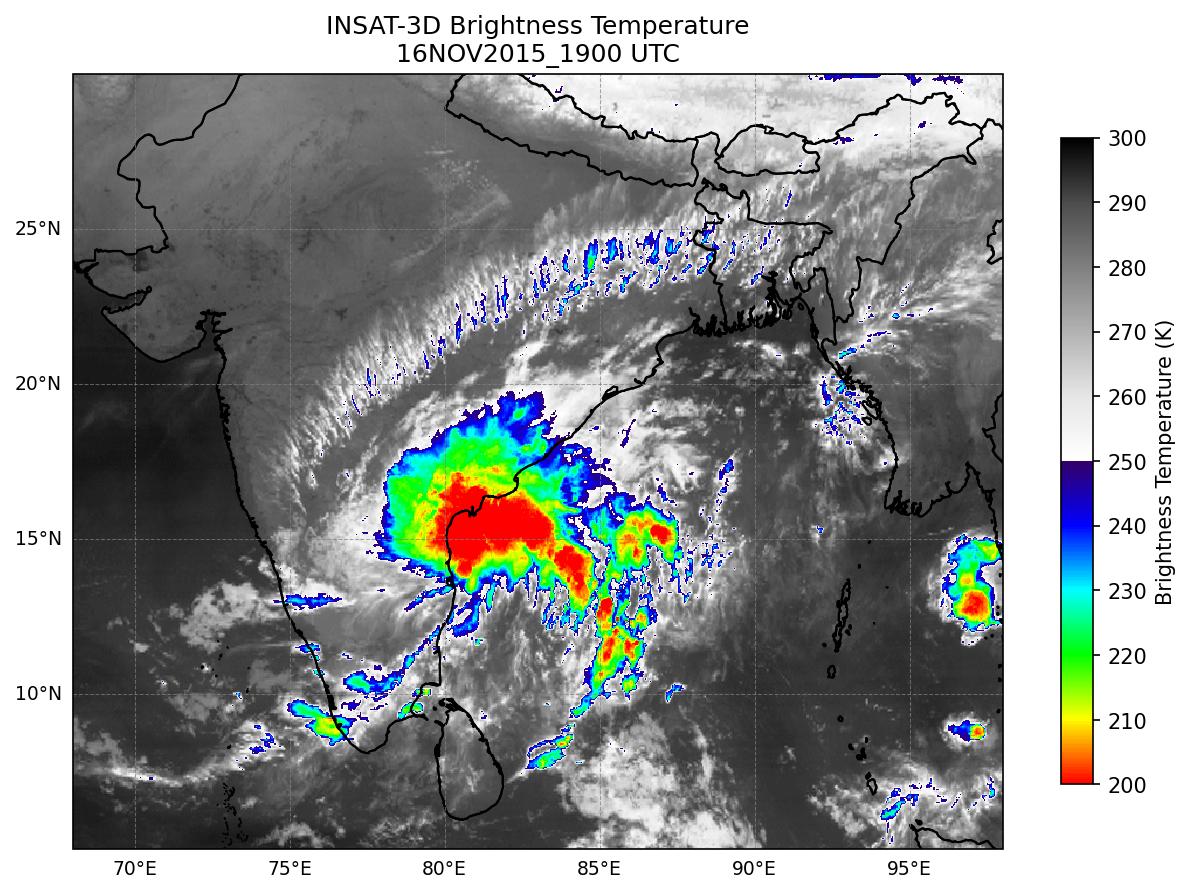 INSAT-3D Brightness Temperature
16NOV2015_1900 UTC
25°N
20°N
15°N
10°N
70°E
75°E
80°E
85°E
90°E
95°E
300
290
280
270
260
250
240
230
220
210
200
Brightness Temperature (K)